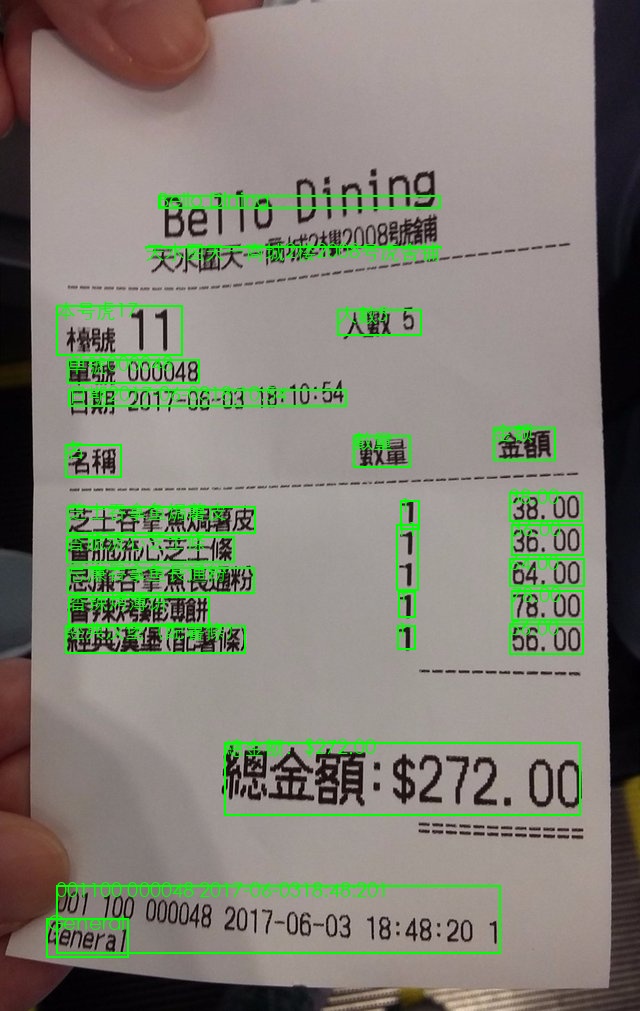 Bello Dining
天水圍天一商城2樓2008号虎舖
檯號 11 人數 5
單號 000048
日期 2017-06-03 18:10:54
名稱 數量 金額
芝士吞拿魚焗薯皮 1 38.00
香脆流心芝士條 1 36.00
忌廉吞拿魚長通粉 1 64.00
香辣烤雞薄餅 1 78.00
經典漢堡(配薯條) 1 56.00
總金額:$272.00
001 100 000048 2017-06-03 18:48:20 1
General